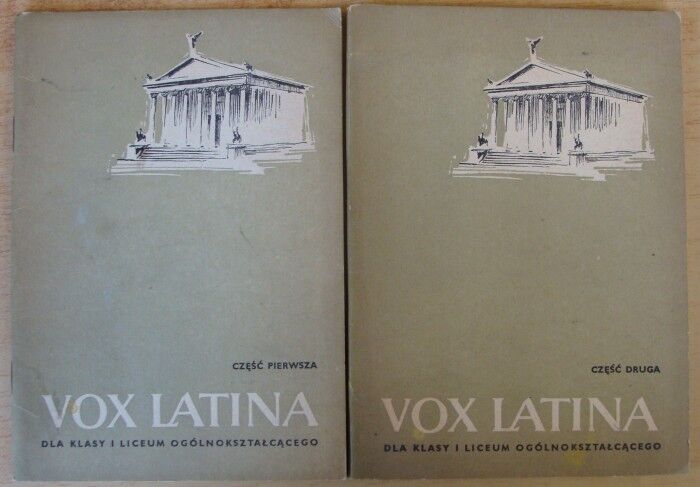 CZĘŚĆ PIERWSZA
VOX LATINA
DLA KLASY I LICEUM OGÓLNOKSZTAŁCĄCEGO
CZĘŚĆ DRUGA
VOX LATINA
DLA KLASY I LICEUM OGÓLNOKSZTAŁCĄCEGO